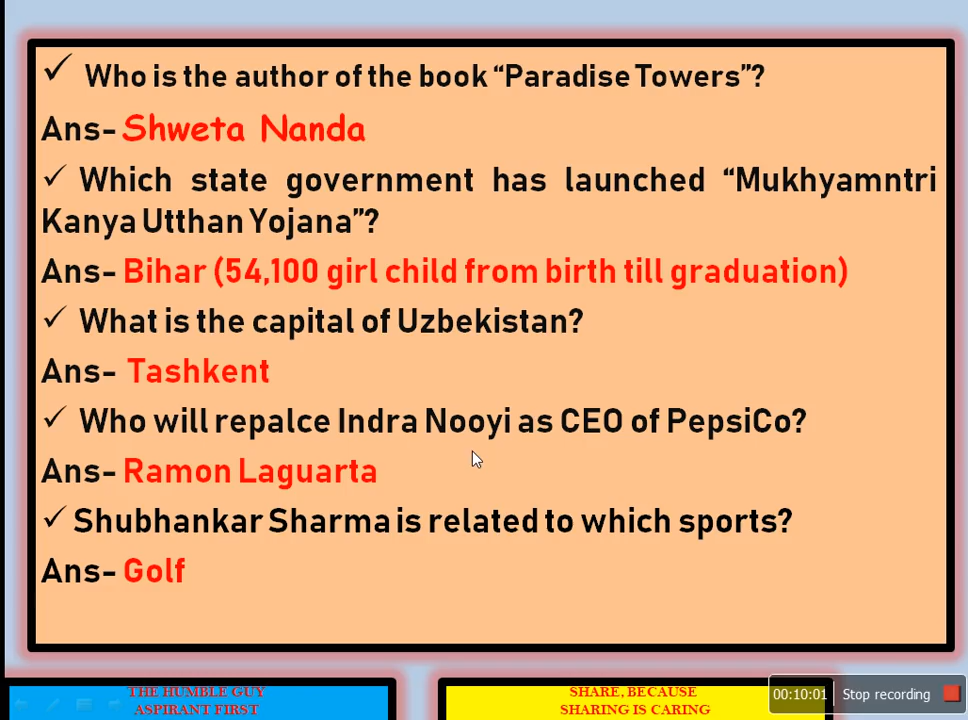 ✓ Who is the author of the book “Paradise Towers”?
Ans- Shweta Nanda
✓ Which state government has launched “Mukhyamntri
Kanya Utthan Yojana”?
Ans- Bihar (54,100 girl child from birth till graduation)
✓ What is the capital of Uzbekistan?
Ans- Tashkent
✓ Who will repalce Indra Nooyi as CEO of PepsiCo?
Ans- Ramon Laguarta
✓ Shubhankar Sharma is related to which sports?
Ans- Golf
THE HUMBLE GUY
ASPIRANT FIRST
SHARE, BECAUSE
SHARING IS CARING
00:10:01 Stop recording